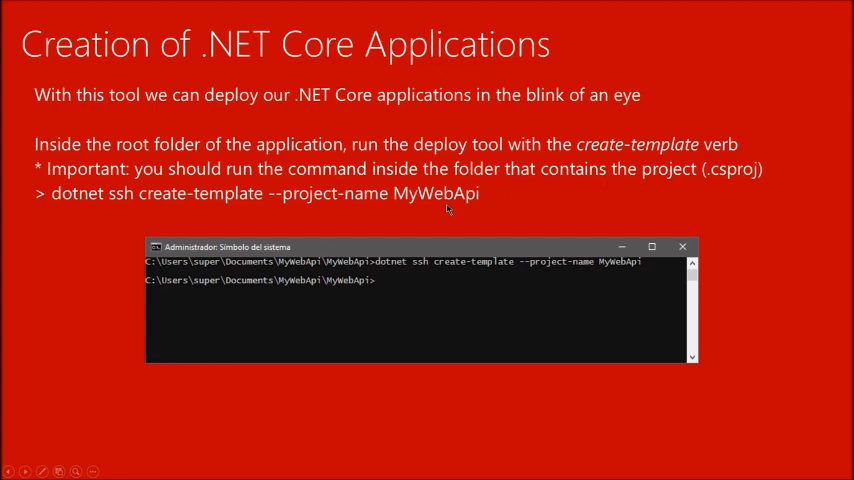 Creation of .NET Core Applications
With this tool we can deploy our .NET Core applications in the blink of an eye
Inside the root folder of the application, run the deploy tool with the create-template verb
* Important: you should run the command inside the folder that contains the project (.csproj)
> dotnet ssh create-template --project-name MyWebApi
Administrador: Símbolo del sistema
C:\Users\super\Documents\MyWebApi\MyWebApi>dotnet ssh create-template --project-name MyWebApi
C:\Users\super\Documents\MyWebApi\MyWebApi>